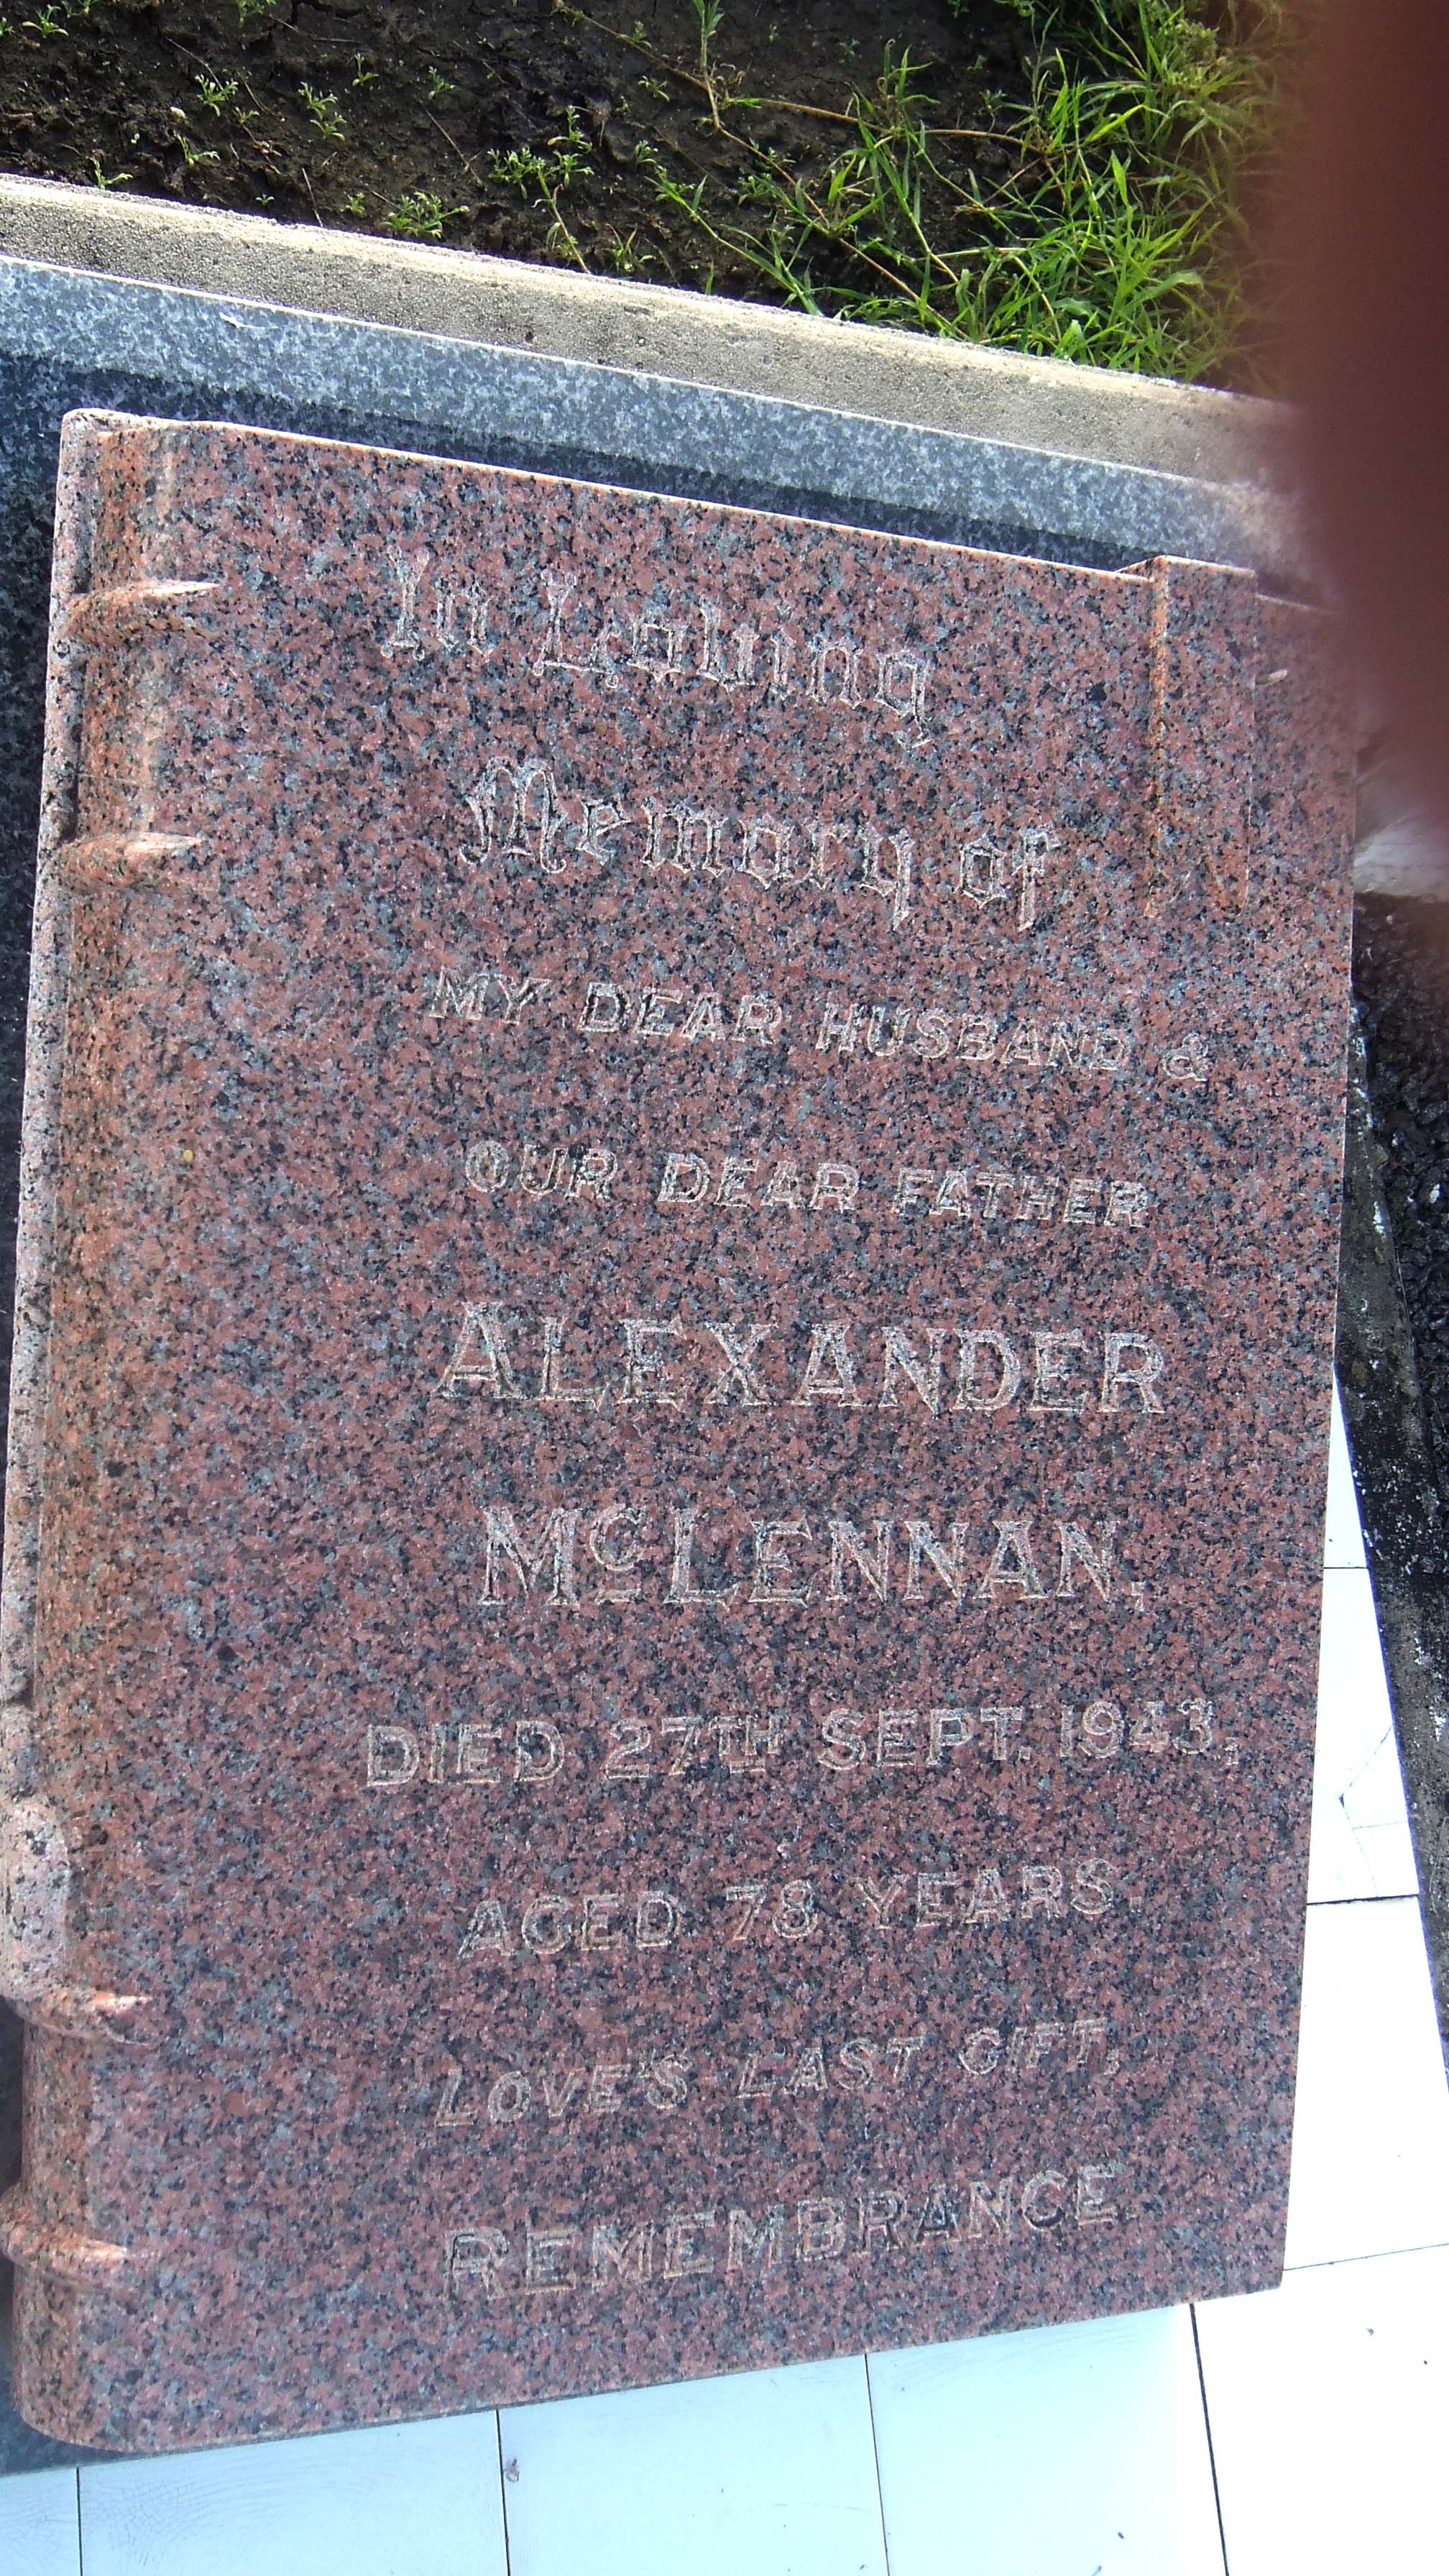 In Loving
Memory of
MY DEAR HUSBAND &
OUR DEAR FATHER
ALEXANDER
McLENNAN,
DIED 27TH SEPT. 1943,
AGED 78 YEARS.
LOVE'S LAST GIFT,
REMEMBRANCE.